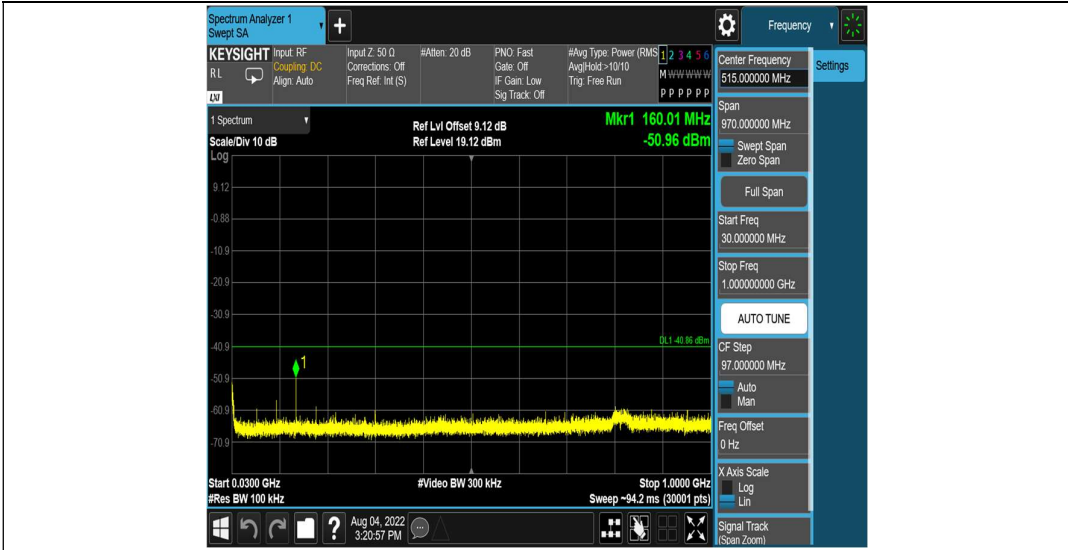 Spectrum Analyzer 1
Swept SA
Frequency
KEYSIGHT
RL
LXI
Input: RF
Coupling: DC
Align: Auto
Input Z: 50 Ω
Corrections: Off
Freq Ref: Int (S)
#Atten: 20 dB
PNO: Fast
Gate: Off
IF Gain: Low
Sig Track: Off
#Avg Type: Power (RMS
Avg|Hold:>10/10
Trig: Free Run
1 2 3 4 5 6
M W W W W W
P P P P P P
Center Frequency
515.000000 MHz
Settings
Span
970.000000 MHz
Swept Span
Zero Span
Full Span
Start Freq
30.000000 MHz
Stop Freq
1.000000000 GHz
AUTO TUNE
CF Step
97.000000 MHz
Auto
Man
Freq Offset
0 Hz
X Axis Scale
Log
Lin
Signal Track
(Span Zoom)
1 Spectrum
Scale/Div 10 dB
Log
Ref Lvl Offset 9.12 dB
Ref Level 19.12 dBm
Mkr1 160.01 MHz
-50.96 dBm
9.12
-0.88
-10.9
-20.9
-30.9
-40.9
-50.9
-60.9
-70.9
DL1 -40.86 dBm
1
Start 0.0300 GHz
#Res BW 100 kHz
#Video BW 300 kHz
Stop 1.0000 GHz
Sweep ~94.2 ms (30001 pts)
?
Aug 04, 2022
3:20:57 PM